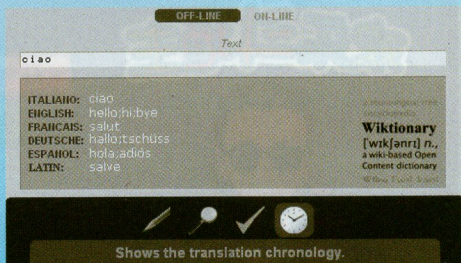 OFF-LINE ON-LINE
Text
ciao
ITALIANO: ciao
ENGLISH: hello;hi;bye
FRANCAIS: salut
DEUTSCHE: hallo;tschüss
ESPANOL: hola;adiós
LATIN: salve
Wiktionary
['wɪkʃənrɪ] n.,
a wiki-based Open
Content dictionary
Shows the translation chronology.